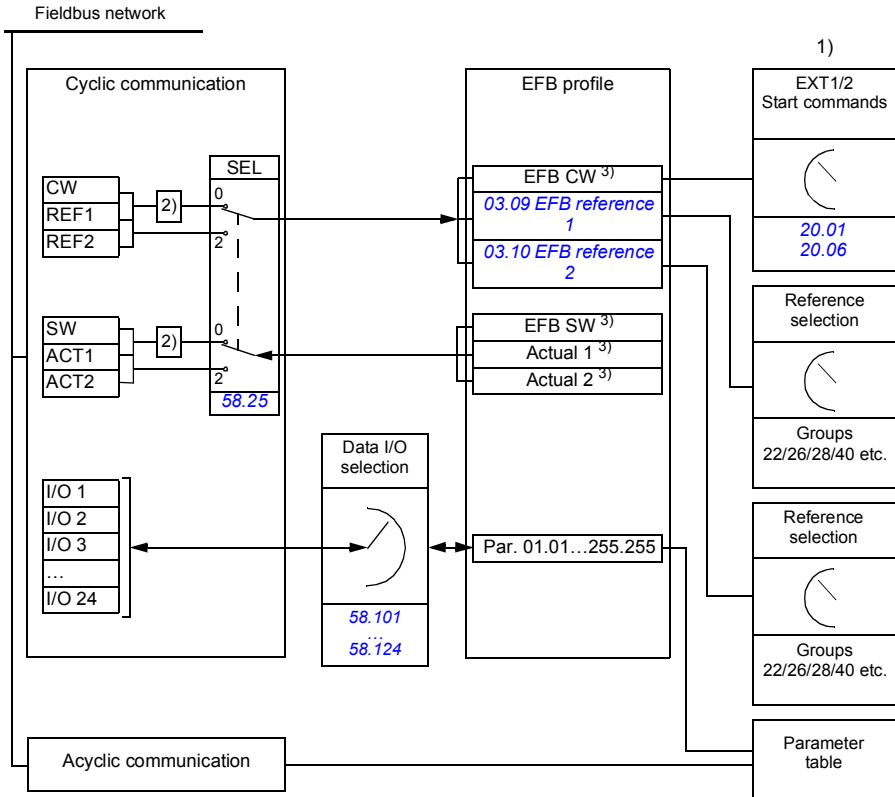 Fieldbus network
1)
Cyclic communication
EFB profile
EXT1/2
Start commands
SEL
CW
REF1
REF2
2)
0
2
EFB CW 3)
03.09 EFB reference
1
03.10 EFB reference
2
20.01
20.06
SW
ACT1
ACT2
2)
0
2
58.25
EFB SW 3)
Actual 1 3)
Actual 2 3)
Reference
selection
Groups
22/26/28/40 etc.
Data I/O
selection
I/O 1
I/O 2
I/O 3
...
I/O 24
58.101
...
58.124
Par. 01.01...255.255
Reference
selection
Groups
22/26/28/40 etc.
Acyclic communication
Parameter
table